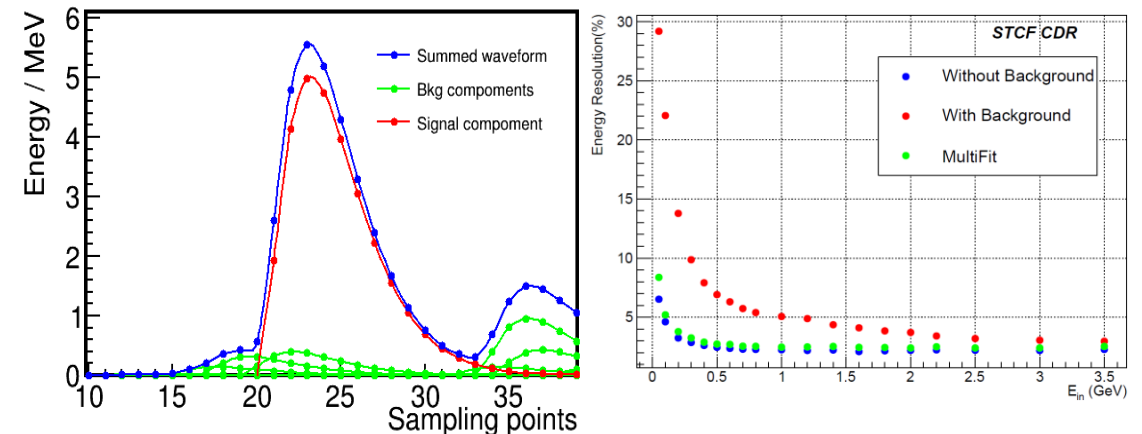 Energy / MeV
6
5
4
3
2
1
0
10 15 20 25 30 35
Sampling points
Summed waveform
Bkg compoments
Signal compoment
Energy Resolution(%)
30
25
20
15
10
5
0 0.5 1 1.5 2 2.5 3 3.5
E_in (GeV)
STCF CDR
Without Background
With Background
MultiFit